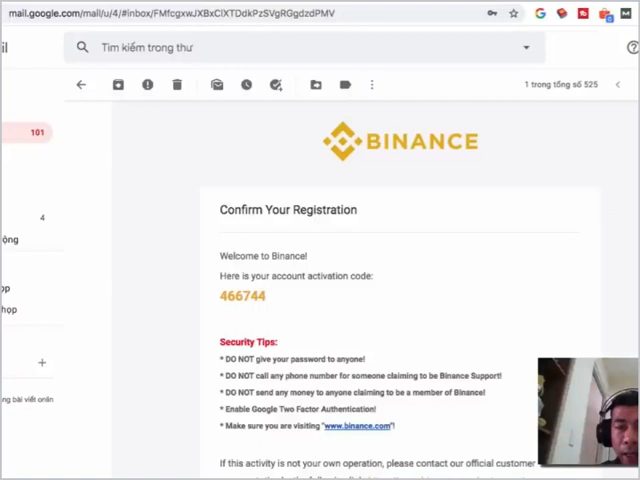 mail.google.com/mail/u/4/#inbox/FMfcgxwJXBxClXTDdkPzSVgRGgdzdPMV
il
Tìm kiếm trong thư
1 trong tổng số 525
101
4
ộng
op
họp
ng bài viết onlin
BINANCE
Confirm Your Registration
Welcome to Binance!
Here is your account activation code:
466744
Security Tips:
* DO NOT give your password to anyone!
* DO NOT call any phone number for someone claiming to be Binance Support!
* DO NOT send any money to anyone claiming to be a member of Binance!
* Enable Google Two Factor Authentication!
* Make sure you are visiting "www.binance.com"!
If this activity is not your own operation, please contact our official customer